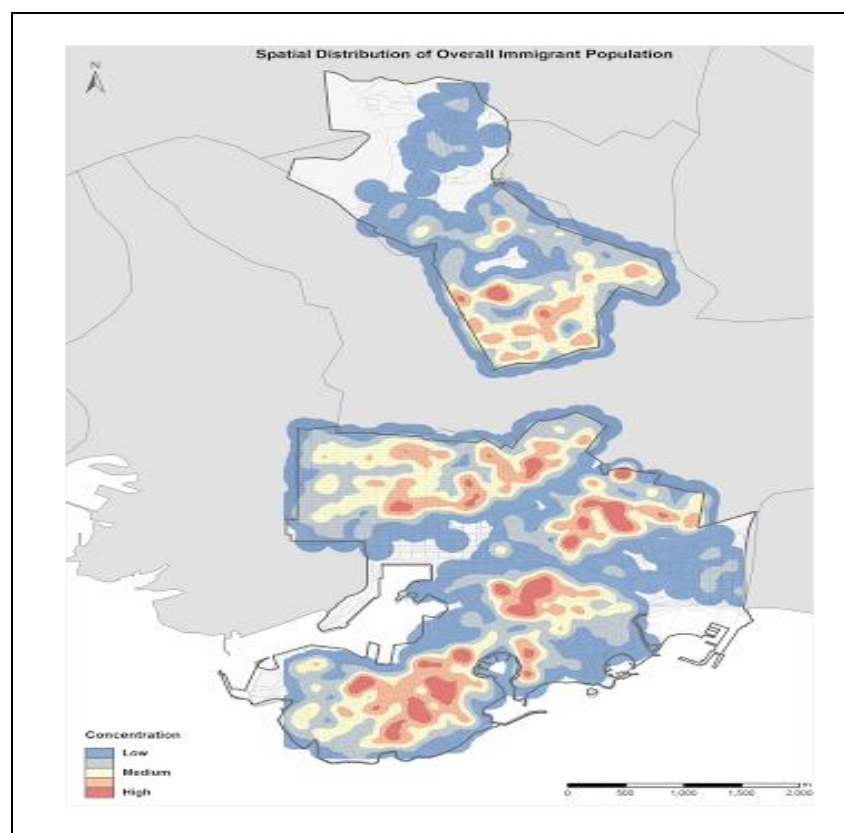 Spatial Distribution of Overall Immigrant Population
N
Concentration
Low
Medium
High
0 500 1,000 1,500 2,000